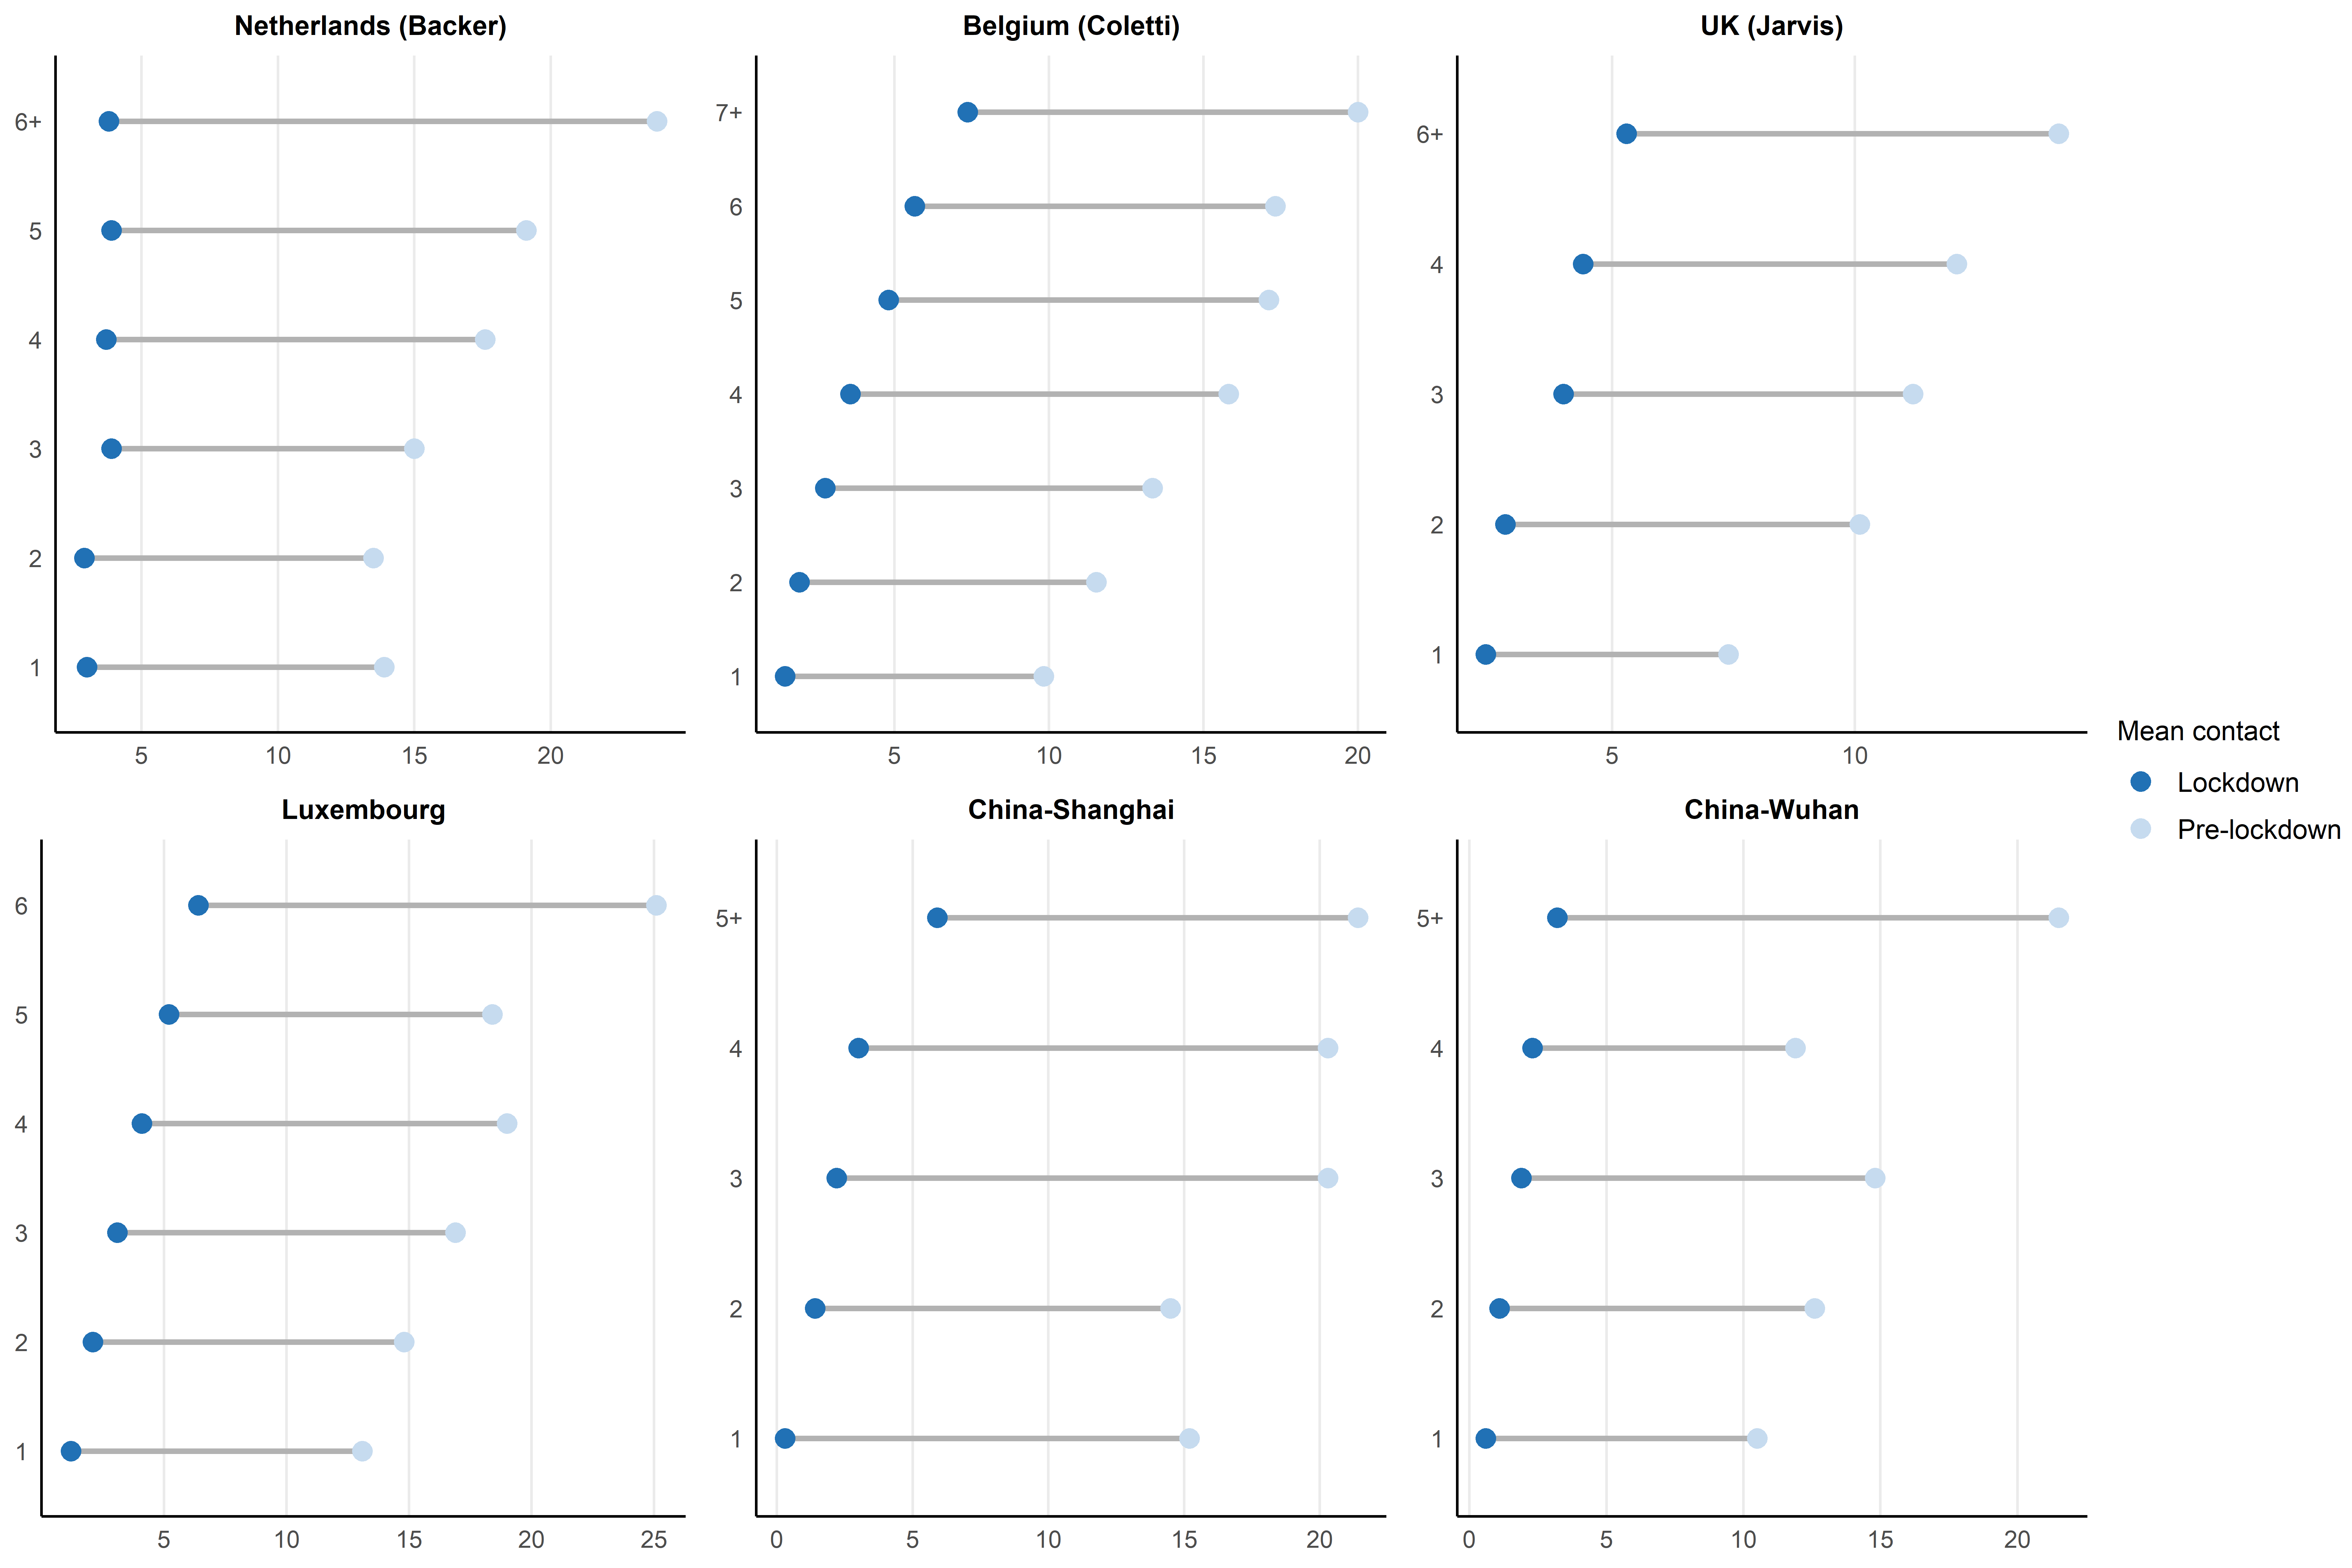 Netherlands (Backer)
6+
5
4
3
2
1
5 10 15 20
Belgium (Coletti)
7+
6
5
4
3
2
1
5 10 15 20
UK (Jarvis)
6+
4
3
2
1
5 10
Mean contact
Lockdown
Pre-lockdown
Luxembourg
6
5
4
3
2
1
5 10 15 20 25
China-Shanghai
5+
4
3
2
1
0 5 10 15 20
China-Wuhan
5+
4
3
2
1
0 5 10 15 20